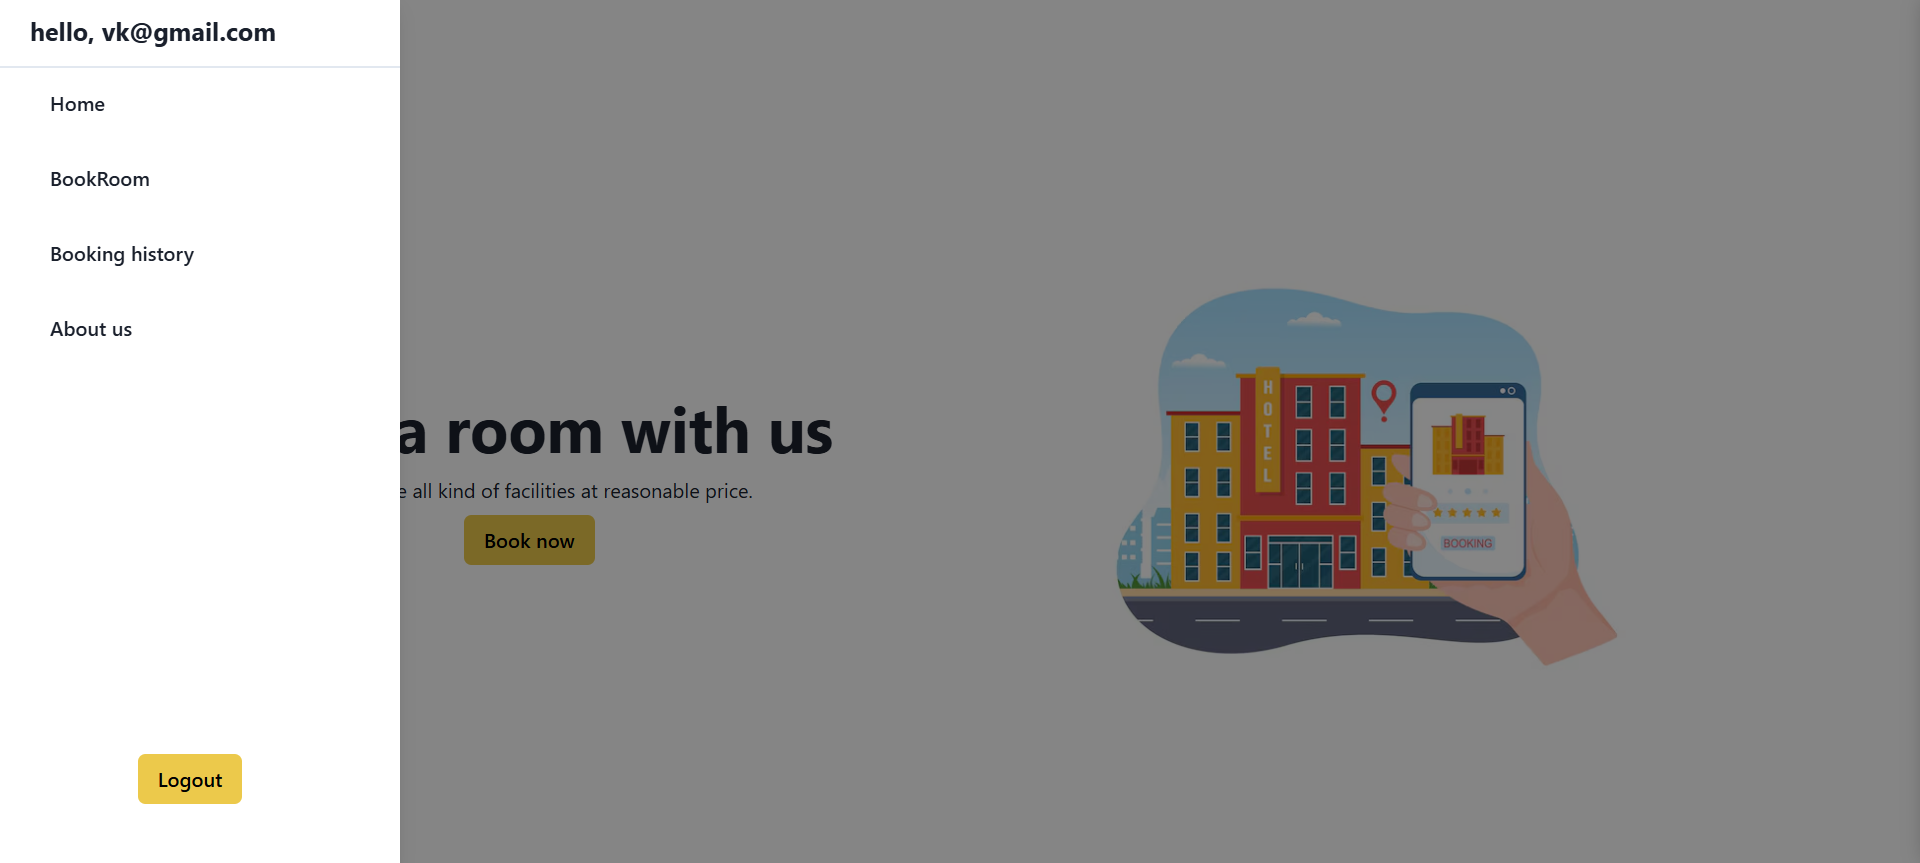 hello, vk@gmail.com
Home
BookRoom
Booking history
About us
Logout
a room with us
e all kind of facilities at reasonable price.
Book now
HOTEL
BOOKING